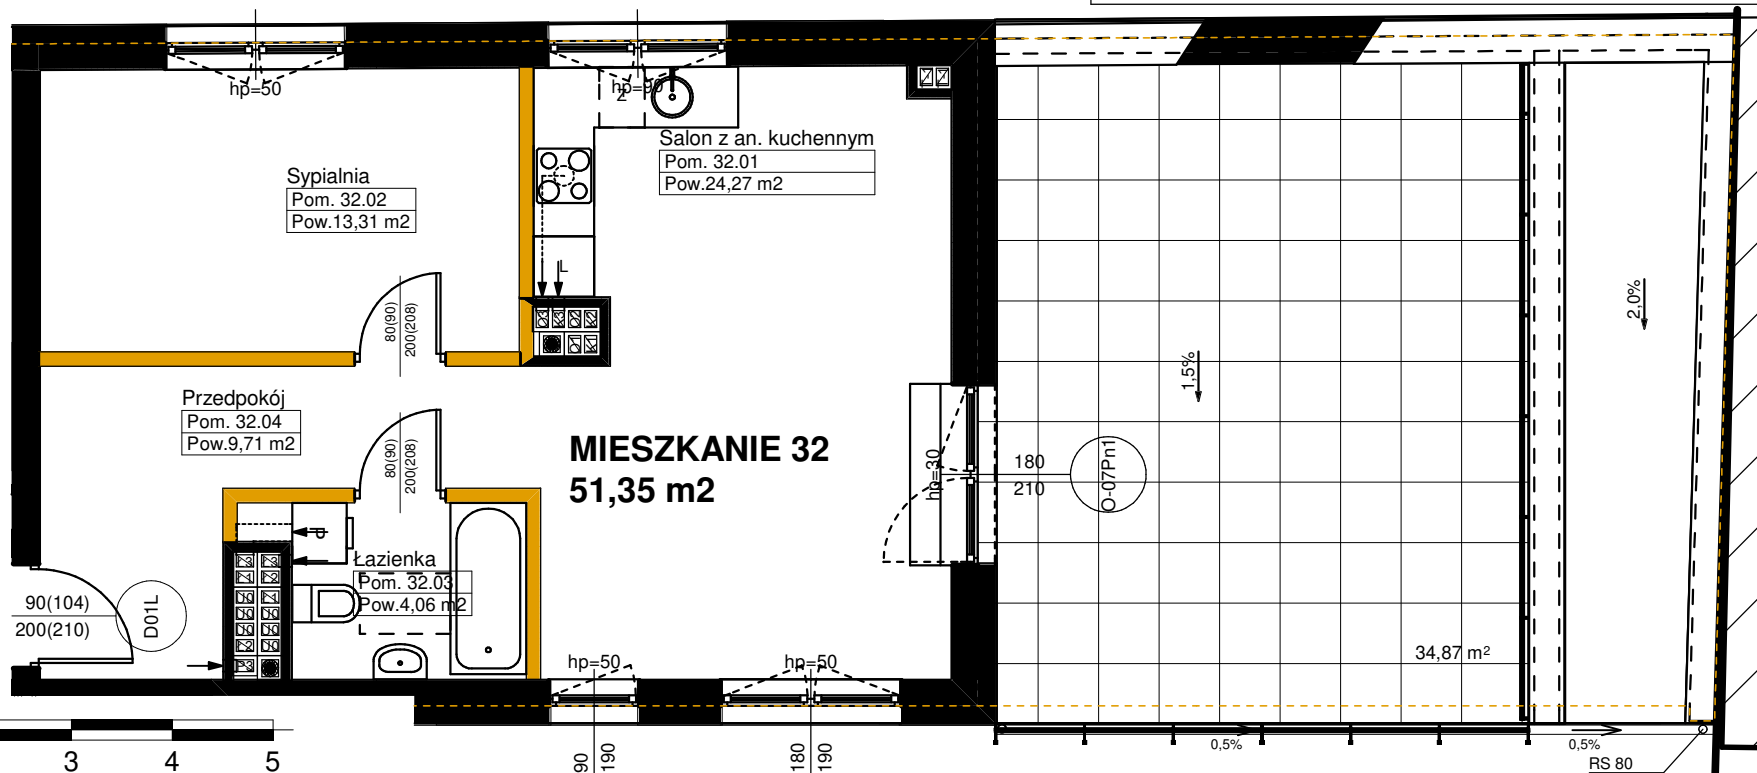 hp=50
hp=90
Z
Salon z an. kuchennym
Pom. 32.01
Pow.24,27 m2
Sypialnia
Pom. 32.02
Pow.13,31 m2
L
80(90)
200(208)
2,0%
1,5%
Przedpokój
Pom. 32.04
Pow.9,71 m2
80(90)
200(208)
MIESZKANIE 32
51,35 m2
hp=30
180
210
O-07Pn1
P
Łazienka
Pom. 32.03
Pow.4,06 m2
90(104)
200(210)
D01L
34,87 m²
hp=50
hp=50
0,5%
0,5%
RS 80
90
190
180
190
3 4 5